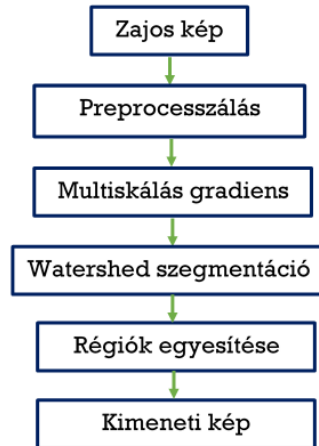 Zajos kép
Preprocesszálás
Multiskálás gradiens
Watershed szegmentáció
Régiók egyesítése
Kimeneti kép